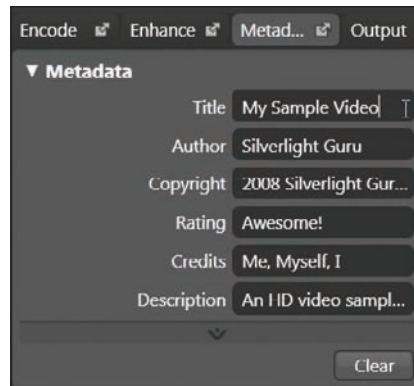 Encode Enhance Metad... Output
Metadata
Title My Sample Video
Author Silverlight Guru
Copyright 2008 Silverlight Gur...
Rating Awesome!
Credits Me, Myself, I
Description An HD video sampl...
Clear